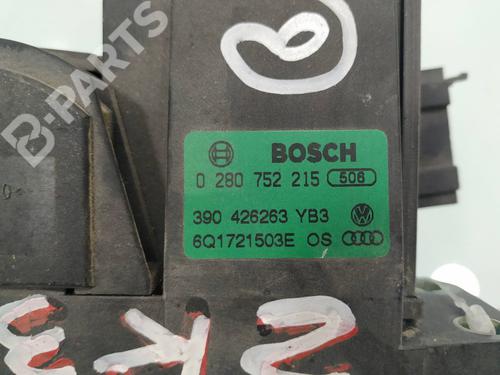 B-PARTS
BOSCH
0 280 752 215 506
390 426263 YB3
6Q1721503E OS